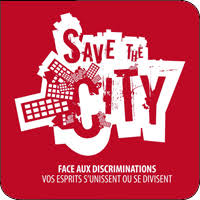 SAVE THE
CITY
FACE AUX DISCRIMINATIONS
VOS ESPRITS S'UNISSENT OU SE DIVISENT